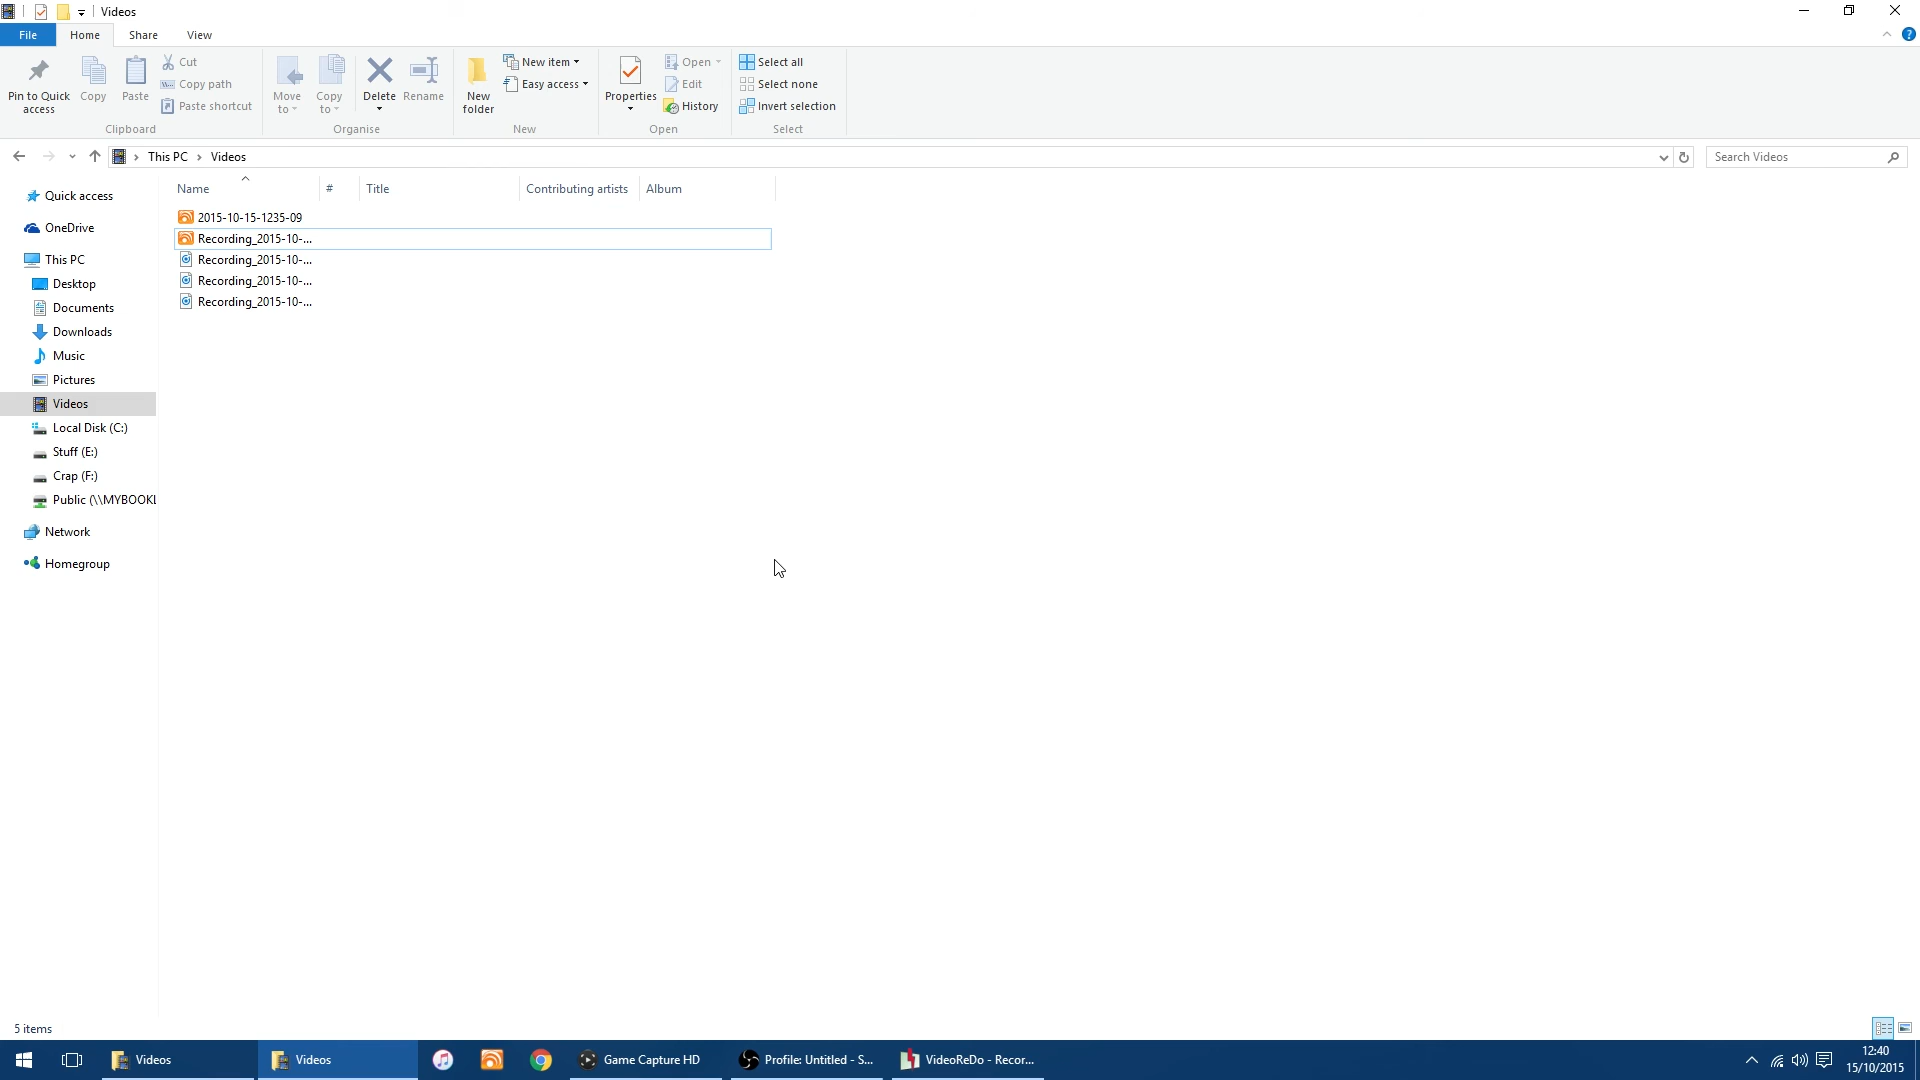 Videos
File Home Share View
Pin to Quick access
Copy
Paste
Cut
Copy path
Paste shortcut
Clipboard
Move to
Copy to
Delete
Rename
Organise
New folder
New item
Easy access
New
Properties
Open
Edit
History
Open
Select all
Select none
Invert selection
Select
This PC > Videos
Search Videos
Name # Title Contributing artists Album
2015-10-15-1235-09
Recording_2015-10-...
Recording_2015-10-...
Recording_2015-10-...
Recording_2015-10-...
Quick access
OneDrive
This PC
Desktop
Documents
Downloads
Music
Pictures
Videos
Local Disk (C:)
Stuff (E:)
Crap (F:)
Public (\\MYBOOKL
Network
Homegroup
5 items
Videos
Videos
Game Capture HD
Profile: Untitled - S...
VideoReDo - Recor...
12:40
15/10/2015